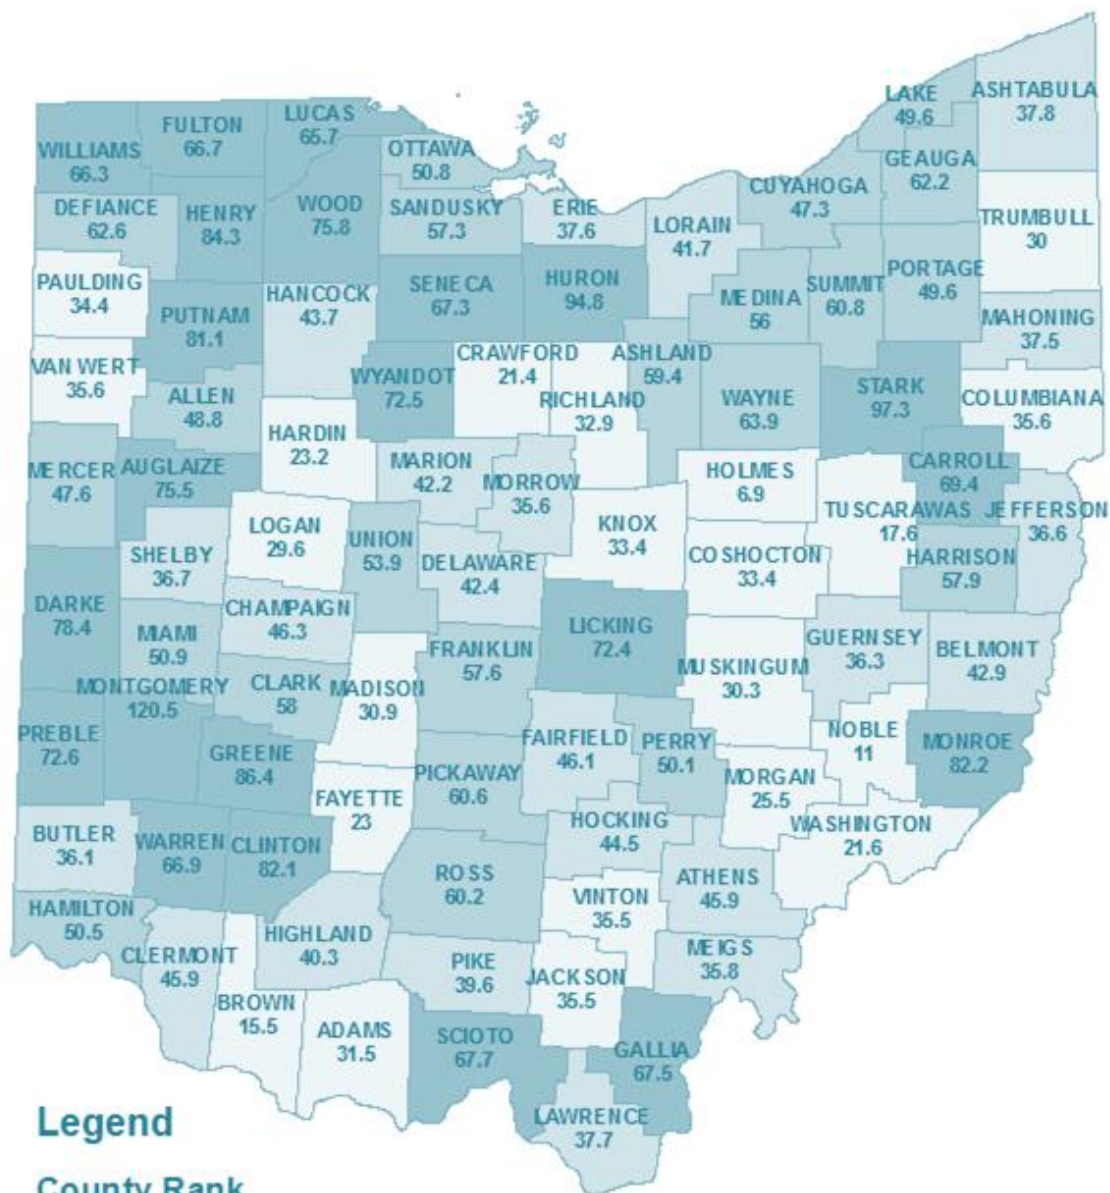 LAKE
49.6
ASHTABULA
37.8
LUCAS
65.7
FULTON
66.7
WILLIAMS
66.3
OTTAWA
50.8
GEAUGA
62.2
CUYAHOGA
47.3
DEFIANCE
62.6
HENRY
84.3
WOOD
75.8
SANDUSKY
57.3
ERIE
37.6
LORAIN
41.7
TRUMBULL
30
PAULDING
34.4
PUTNAM
81.1
HANCOCK
43.7
SENECA
67.3
HURON
94.8
MEDINA
56
SUMMIT
60.8
PORTAGE
49.6
MAHONING
37.5
VAN WERT
35.6
ALLEN
48.8
WYANDOT
72.5
CRAWFORD
21.4
RICHLAND
32.9
ASHLAND
59.4
WAYNE
63.9
STARK
97.3
COLUMBIANA
35.6
HARDIN
23.2
MERCER
47.6
AUGLAIZE
75.5
MARION
42.2
MORROW
35.6
HOLMES
6.9
CARROLL
69.4
TUSCARAWAS
17.6
JEFFERSON
36.6
LOGAN
29.6
UNION
53.9
KNOX
33.4
COSHOCTON
33.4
HARRISON
57.9
SHELBY
36.7
DELAWARE
42.4
DARKE
78.4
CHAMPAIGN
46.3
MIAMI
50.9
LICKING
72.4
GUERNSEY
36.3
BELMONT
42.9
FRANKLIN
57.6
MUSKINGUM
30.3
MONTGOMERY
120.5
CLARK
58
MADISON
30.9
PREBLE
72.6
GREENE
86.4
FAIRFIELD
46.1
PERRY
50.1
NOBLE
11
MONROE
82.2
PICKAWAY
60.6
MORGAN
25.5
FAYETTE
23
BUTLER
36.1
WARREN
66.9
CLINTON
82.1
HOCKING
44.5
WASHINGTON
21.6
ROSS
60.2
ATHENS
45.9
VINTON
35.5
HAMILTON
50.5
HIGHLAND
40.3
CLERMONT
45.9
PIKE
39.6
JACKSON
35.5
MEIGS
35.8
BROWN
15.5
ADAMS
31.5
SCIOTO
67.7
GALLIA
67.5
LAWRENCE
37.7
Legend
County Rank